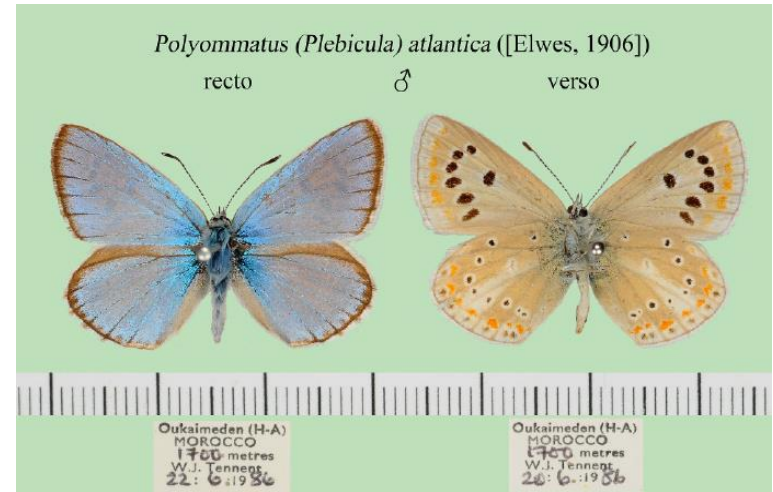 Polyommatus (Plebicula) atlantica ([Elwes, 1906])
recto ♂ verso
Oukaimeden (H-A)
MOROCCO
1700 metres
W.J. Tennent
22: 6.:1986
Oukaimeden (H-A)
MOROCCO
1700 metres
W.J. Tennent
20: 6.:1986